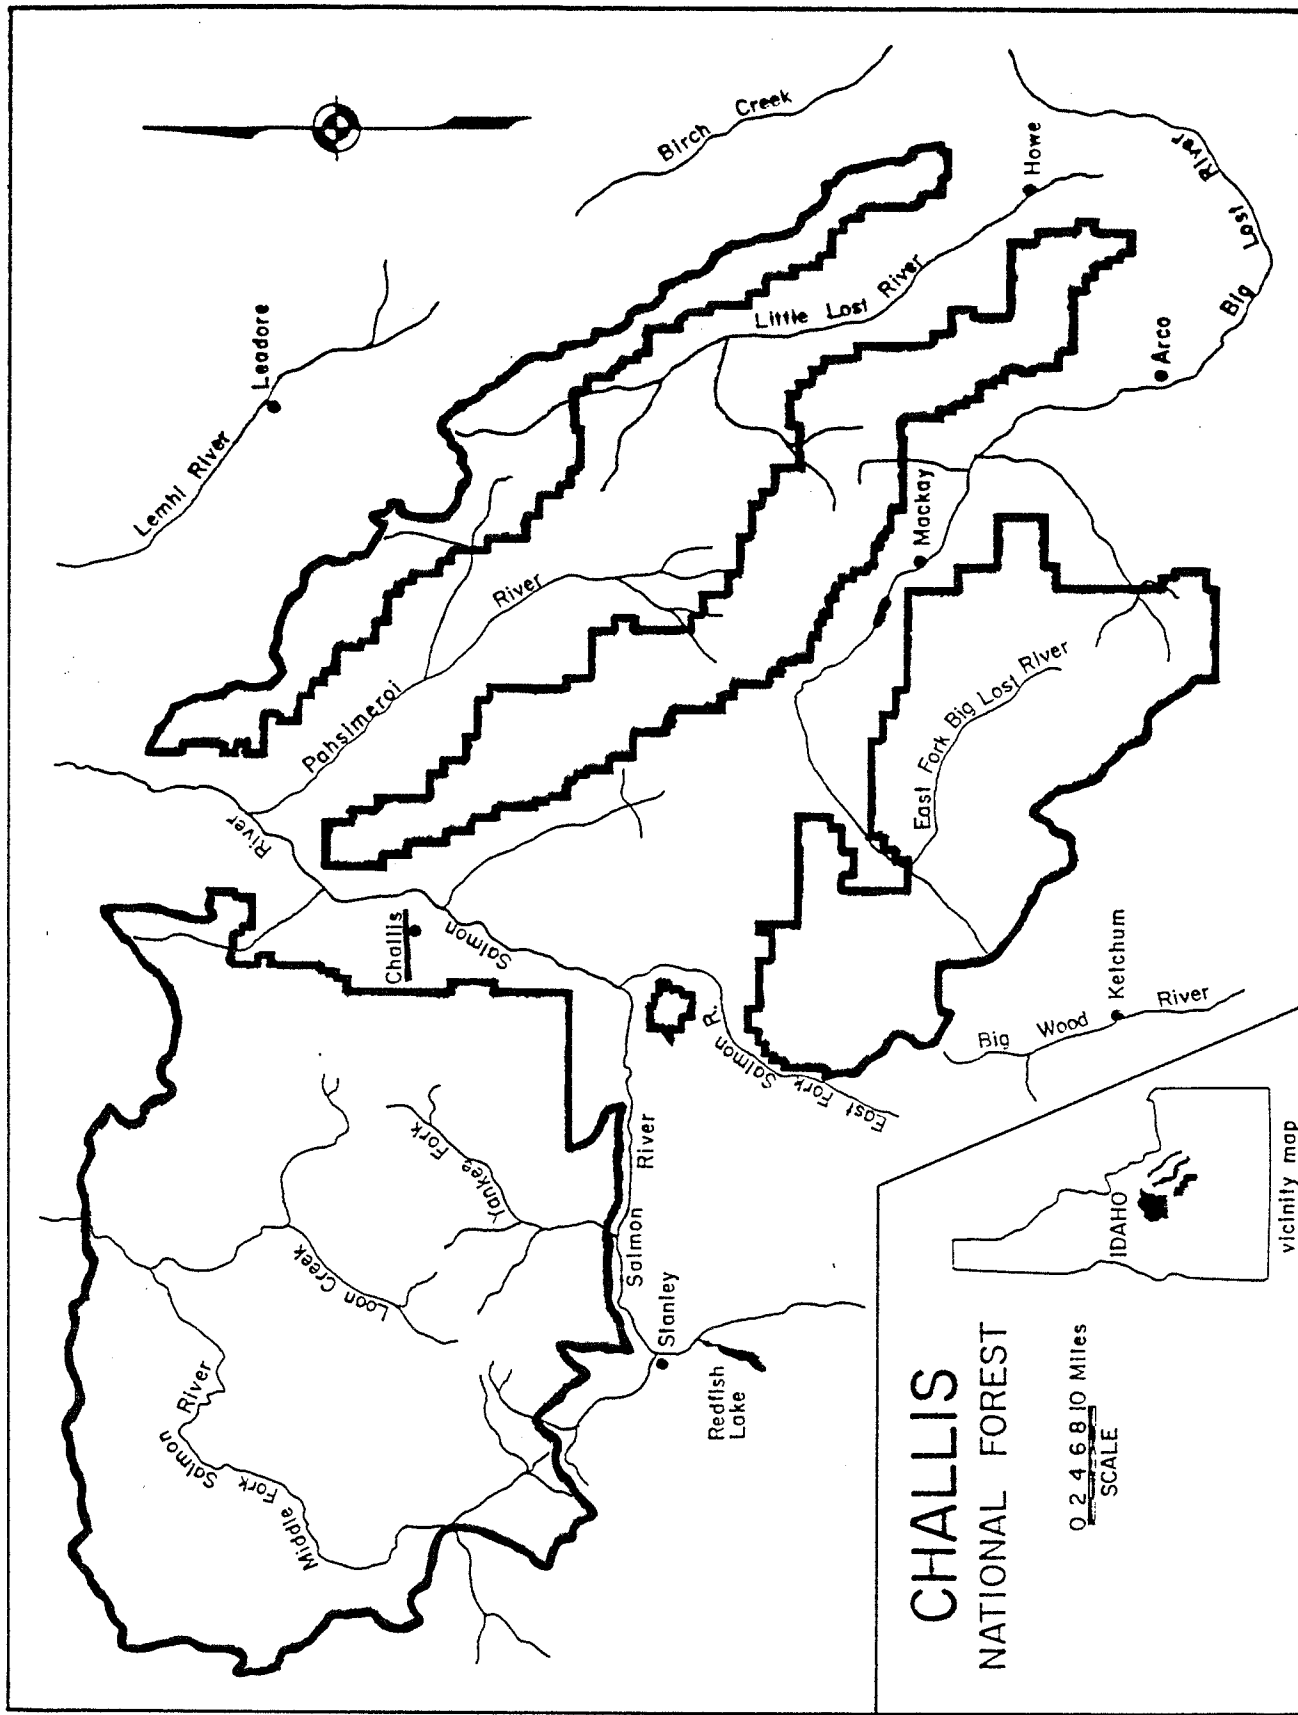 Lemhi River
Leadore
Birch Creek
Pahsimeroi
River
Little Lost River
Howe
River
Lost
Big
Arco
Mackay
River
Challis
Salmon
East Fork Big Lost River
Salmon
River
East Fork
Salmon R.
Big
Wood
River
Ketchum
Yankee Fork
Loon Creek
Middle Fork
Salmon
River
Stanley
Redfish
Lake
CHALLIS
NATIONAL FOREST
0 2 4 6 8 10 Miles
SCALE
IDAHO
vicinity map